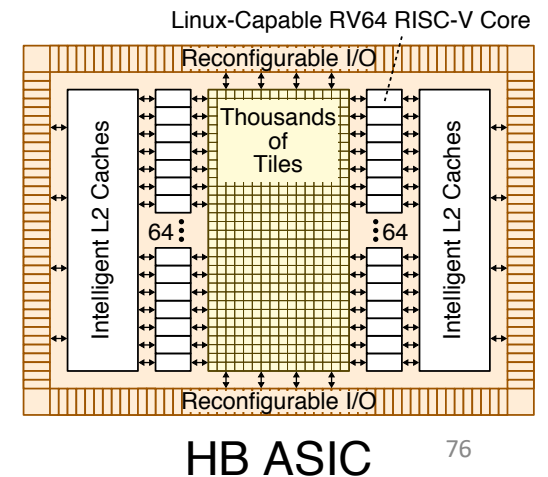 Linux-Capable RV64 RISC-V Core
Reconfigurable I/O
Intelligent L2 Caches
Thousands
of
Tiles
64
64
Intelligent L2 Caches
Reconfigurable I/O
HB ASIC
76